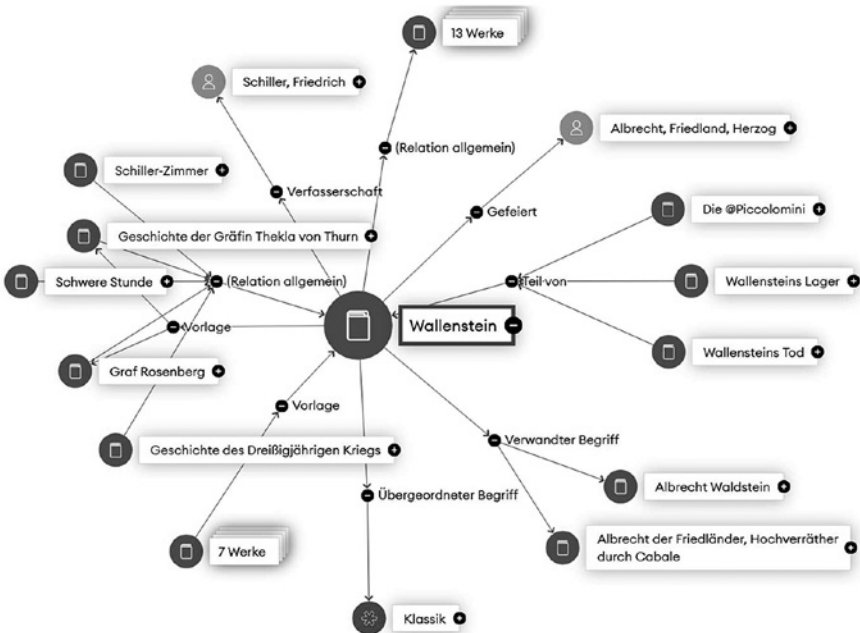 13 Werke
Schiller, Friedrich
Albrecht, Friedland, Herzog
(Relation allgemein)
Schiller-Zimmer
Verfasserschaft
Gefeiert
Die @Piccolomini
Geschichte der Gräfin Thekla von Thurn
Schwere Stunde
(Relation allgemein)
Teil von
Wallensteins Lager
Vorlage
Wallenstein
Wallensteins Tod
Graf Rosenberg
Vorlage
Geschichte des Dreißigjährigen Kriegs
Verwandter Begriff
Albrecht Waldstein
Übergeordneter Begriff
7 Werke
Albrecht der Friedländer, Hochverräther
durch Cabale
Klassik